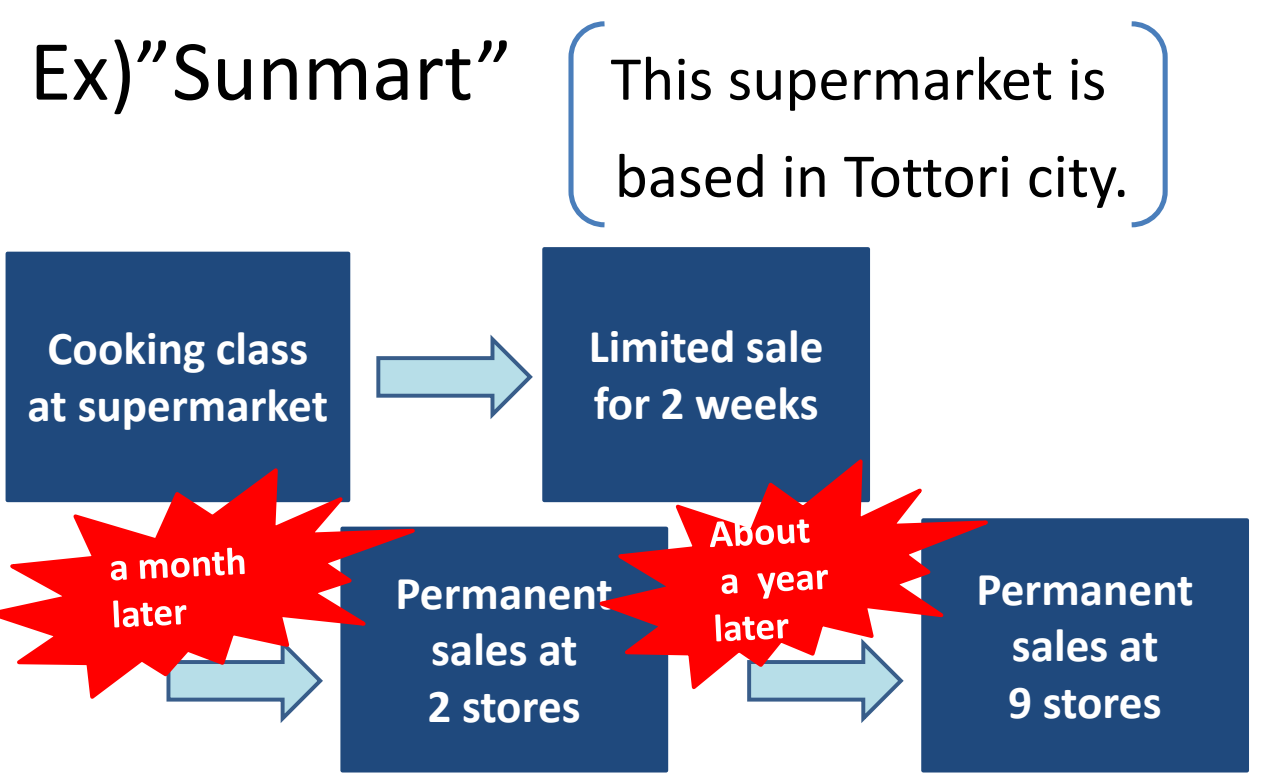 Ex)”Sunmart”
This supermarket is
based in Tottori city.
Cooking class
at supermarket
Limited sale
for 2 weeks
a month
later
Permanent
sales at
2 stores
About
a year
later
Permanent
sales at
9 stores